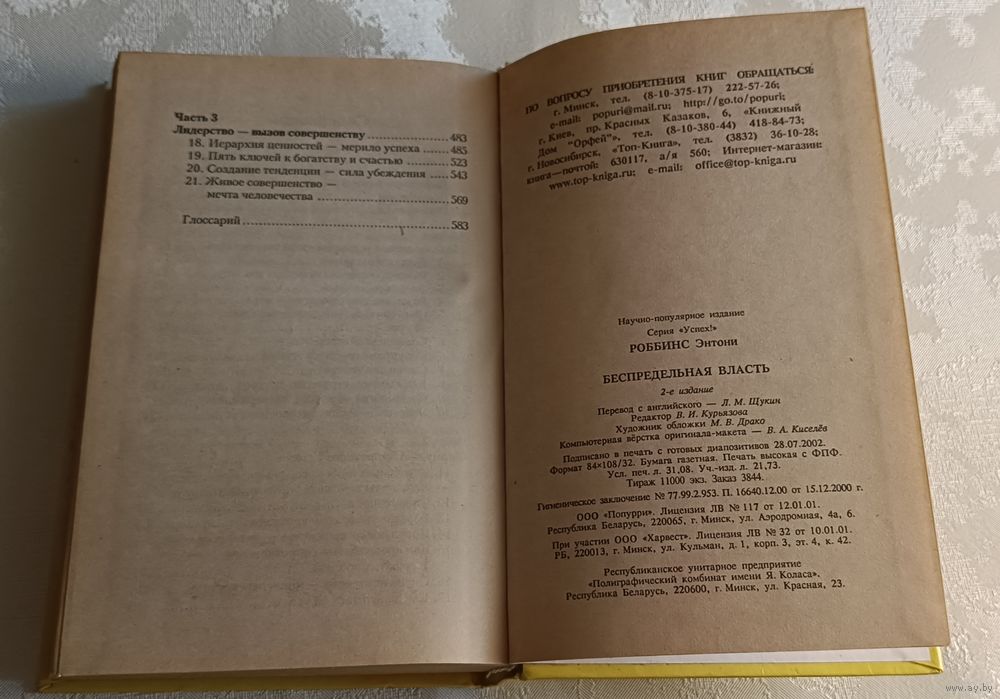 Часть 3
Лидерство — вызов совершенству ........ 483
18. Иерархия ценностей — мерило успеха ..... 485
19. Пять ключей к богатству и счастью ........ 523
20. Создание тенденции — сила убеждения .... 543
21. Живое совершенство —
мечта человечества ........ 569
Глоссарий ........ 583
ПО ВОПРОСУ ПРИОБРЕТЕНИЯ КНИГ ОБРАЩАТЬСЯ:
г. Минск, тел. (8-10-375-17) 222-57-26;
e-mail: popuri@mail.ru; http://go.to/popuri;
г. Киев, пр. Красных Казаков, 6, «Книжный
Дом "Орфей"», тел. (8-10-380-44) 418-84-73;
г. Новосибирск, «Топ-Книга», тел. (3832) 36-10-28;
книга—почтой: 630117, а/я 560; Интернет-магазин:
www.top-kniga.ru; e-mail: office@top-kniga.ru
Научно-популярное издание
Серия «Успех!»
РОББИНС Энтони
БЕСПРЕДЕЛЬНАЯ ВЛАСТЬ
2-е издание
Перевод с английского — Л. М. Щукин
Редактор В. И. Курьязова
Художник обложки М. В. Драко
Компьютерная вёрстка оригинала-макета — В. А. Киселёв
Подписано в печать с готовых диапозитивов 28.07.2002.
Формат 84×108/32. Бумага газетная. Печать высокая с ФПФ.
Усл. печ. л. 31,08. Уч.-изд. л. 21,73.
Тираж 11000 экз. Заказ 3844.
Гигиеническое заключение № 77.99.2.953. П. 16640.12.00 от 15.12.2000 г.
ООО «Попурри». Лицензия ЛВ № 117 от 12.01.01.
Республика Беларусь, 220065, г. Минск, ул. Аэродромная, 4а, 6.
При участии ООО «Харвест». Лицензия ЛВ № 32 от 10.01.01.
РБ, 220013, г. Минск, ул. Кульман, д. 1, корп. 3, эт. 4, к. 42.
Республиканское унитарное предприятие
«Полиграфический комбинат имени Я. Коласа».
Республика Беларусь, 220600, г. Минск, ул. Красная, 23.
www.ay.by